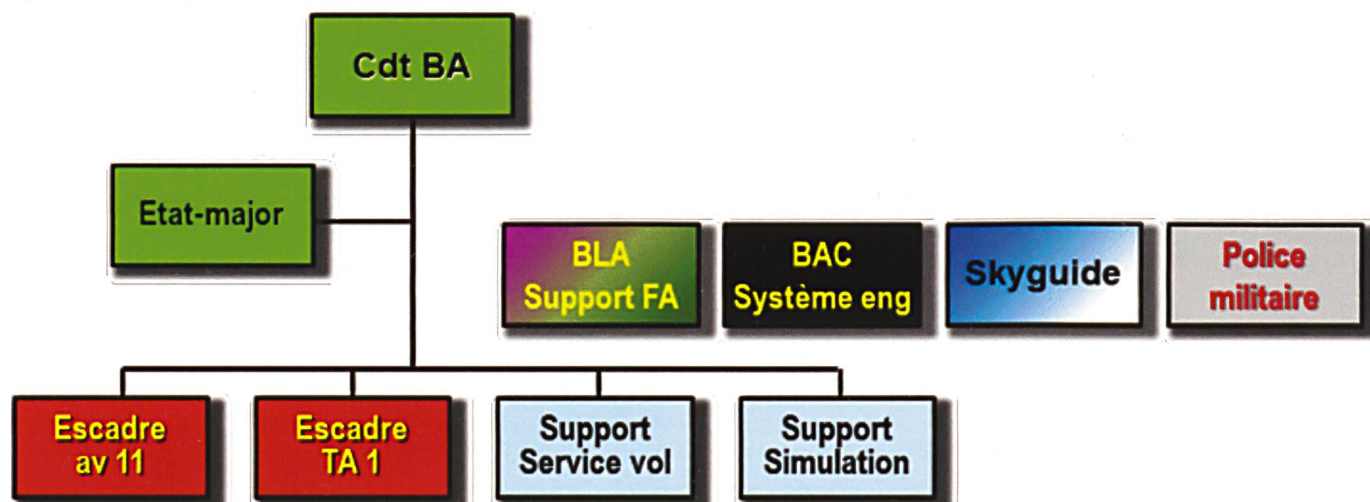 Cdt BA
Etat-major
BLA
Support FA
BAC
Système eng
Skyguide
Police
militaire
Escadre
av 11
Escadre
TA 1
Support
Service vol
Support
Simulation